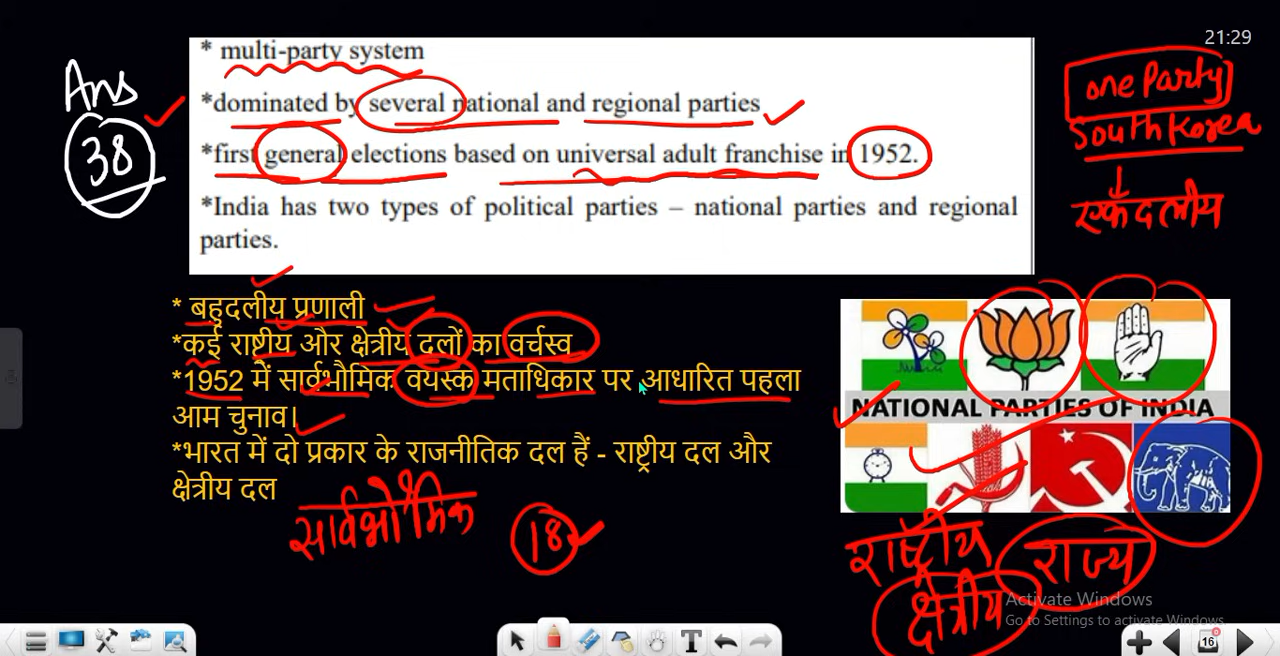 21:29
Ans
38
* multi-party system
*dominated by several national and regional parties
*first general elections based on universal adult franchise in 1952.
*India has two types of political parties – national parties and regional
parties.
one Party
South Korea
एक दलीय
* बहुदलीय प्रणाली
*कई राष्ट्रीय और क्षेत्रीय दलों का वर्चस्व
*1952 में सार्वभौमिक वयस्क मताधिकार पर आधारित पहला
आम चुनाव।
*भारत में दो प्रकार के राजनीतिक दल हैं - राष्ट्रीय दल और
क्षेत्रीय दल
सार्वभौमिक
18
NATIONAL PARTIES OF INDIA
राष्ट्रीय
राज्य
क्षेत्रीय
Activate Windows
Go to Settings to activate Windows
16